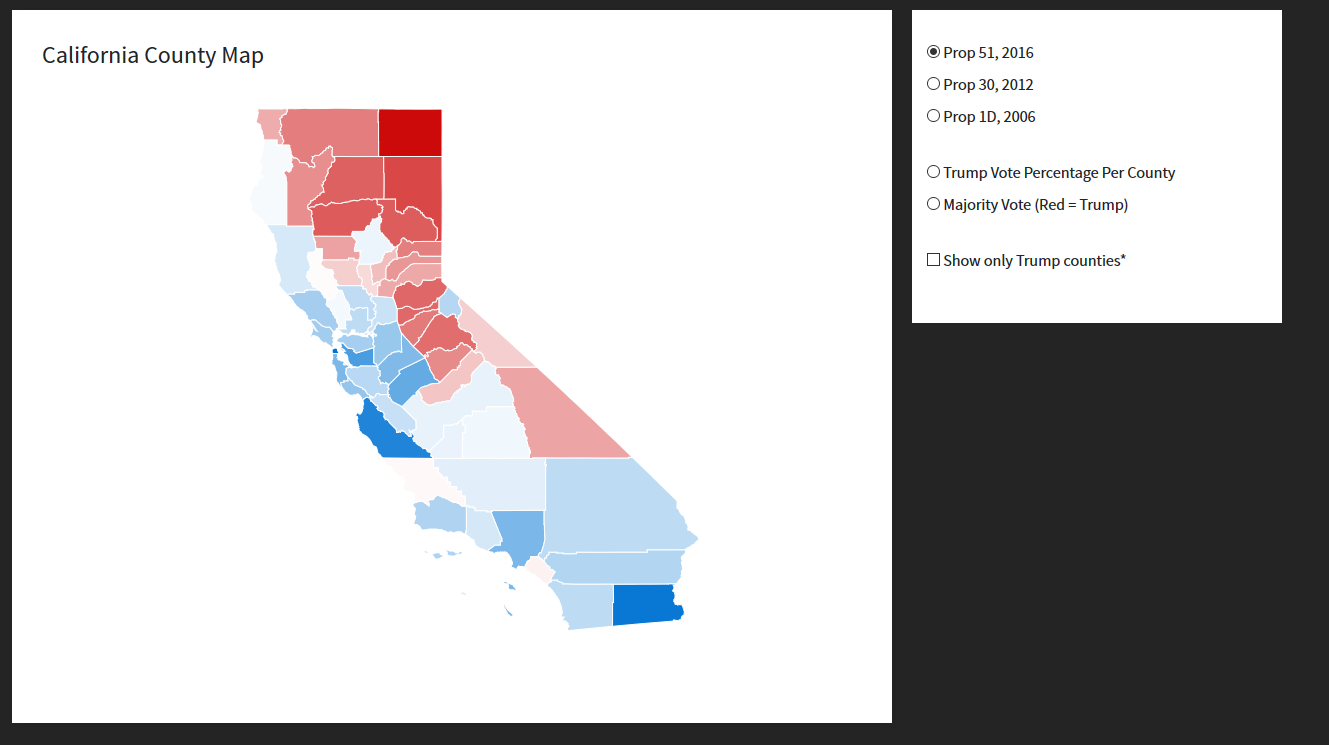 California County Map
Prop 51, 2016
Prop 30, 2012
Prop 1D, 2006
Trump Vote Percentage Per County
Majority Vote (Red = Trump)
Show only Trump counties*